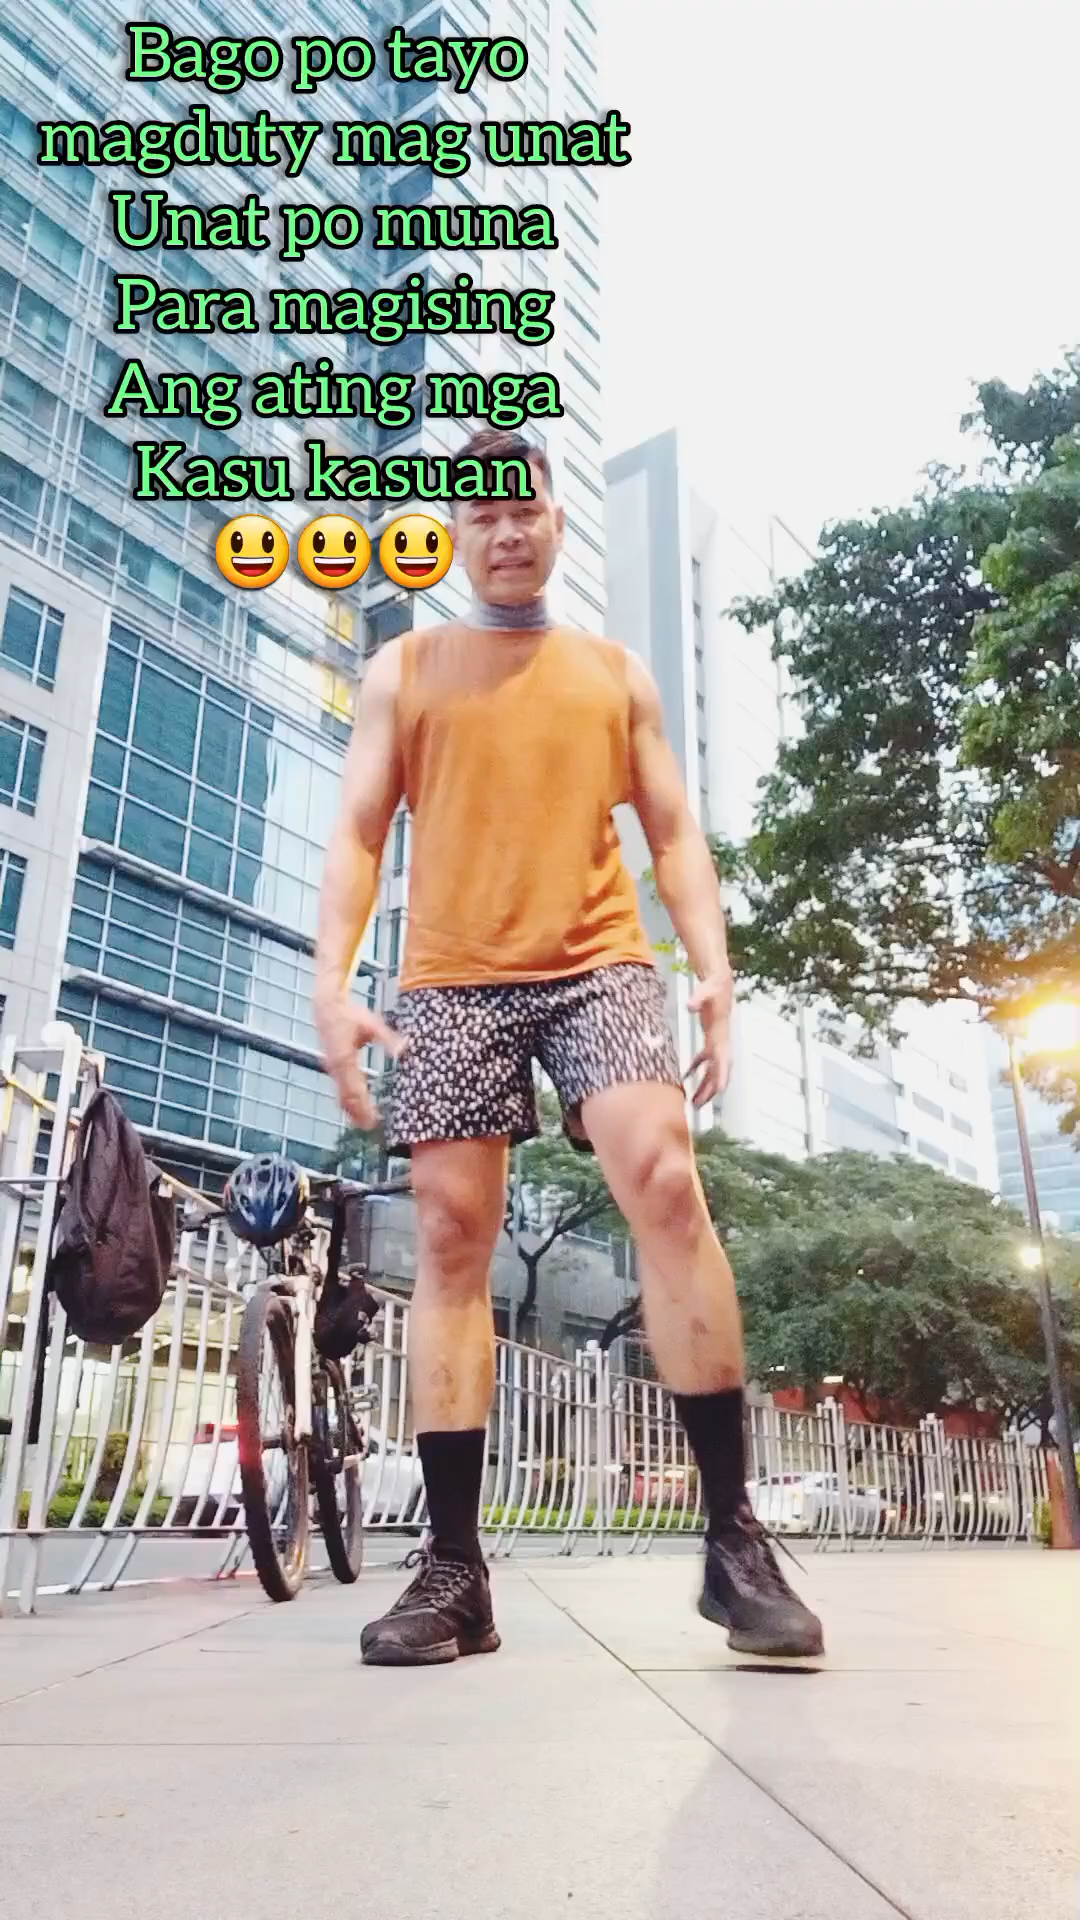 Bago po tayo
magduty mag unat
Unat po muna
Para magising
Ang ating mga
Kasu kasuan
😃😃😃